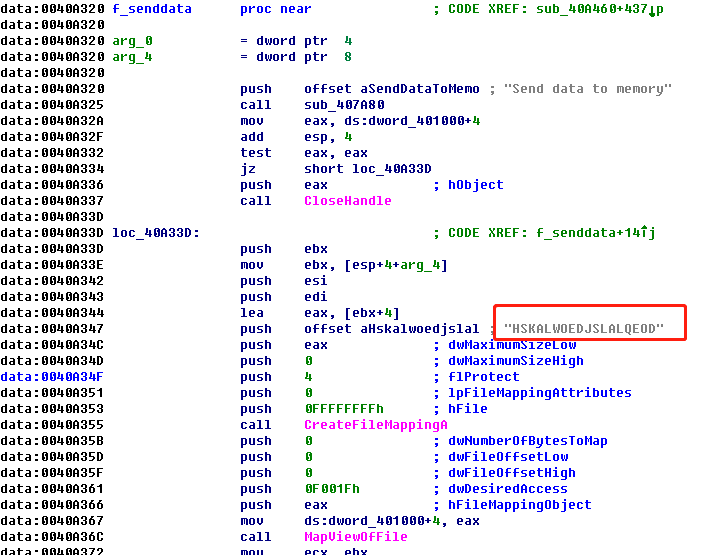 data:0040A320 f_senddata proc near ; CODE XREF: sub_40A460+437↓p
data:0040A320
data:0040A320 arg_0 = dword ptr 4
data:0040A320 arg_4 = dword ptr 8
data:0040A320
data:0040A320 push offset aSendDataToMemo ; "Send data to memory"
data:0040A325 call sub_407A80
data:0040A32A mov eax, ds:dword_401000+4
data:0040A32F add esp, 4
data:0040A332 test eax, eax
data:0040A334 jz short loc_40A33D
data:0040A336 push eax ; hObject
data:0040A337 call CloseHandle
data:0040A33D
data:0040A33D loc_40A33D: ; CODE XREF: f_senddata+14↑j
data:0040A33D push ebx
data:0040A33E mov ebx, [esp+4+arg_4]
data:0040A342 push esi
data:0040A343 push edi
data:0040A344 lea eax, [ebx+4]
data:0040A347 push offset aHskalwoedjslal ; "HSKALWOEDJSLALQEOD"
data:0040A34C push eax ; dwMaximumSizeLow
data:0040A34D push 0 ; dwMaximumSizeHigh
data:0040A34F push 4 ; flProtect
data:0040A351 push 0 ; lpFileMappingAttributes
data:0040A353 push 0FFFFFFFFh ; hFile
data:0040A355 call CreateFileMappingA
data:0040A35B push 0 ; dwNumberOfBytesToMap
data:0040A35D push 0 ; dwFileOffsetLow
data:0040A35F push 0 ; dwFileOffsetHigh
data:0040A361 push 0F001Fh ; dwDesiredAccess
data:0040A366 push eax ; hFileMappingObject
data:0040A367 mov ds:dword_401000+4, eax
data:0040A36C call MapViewOfFile
data:0040A372 mov ecx, ebx